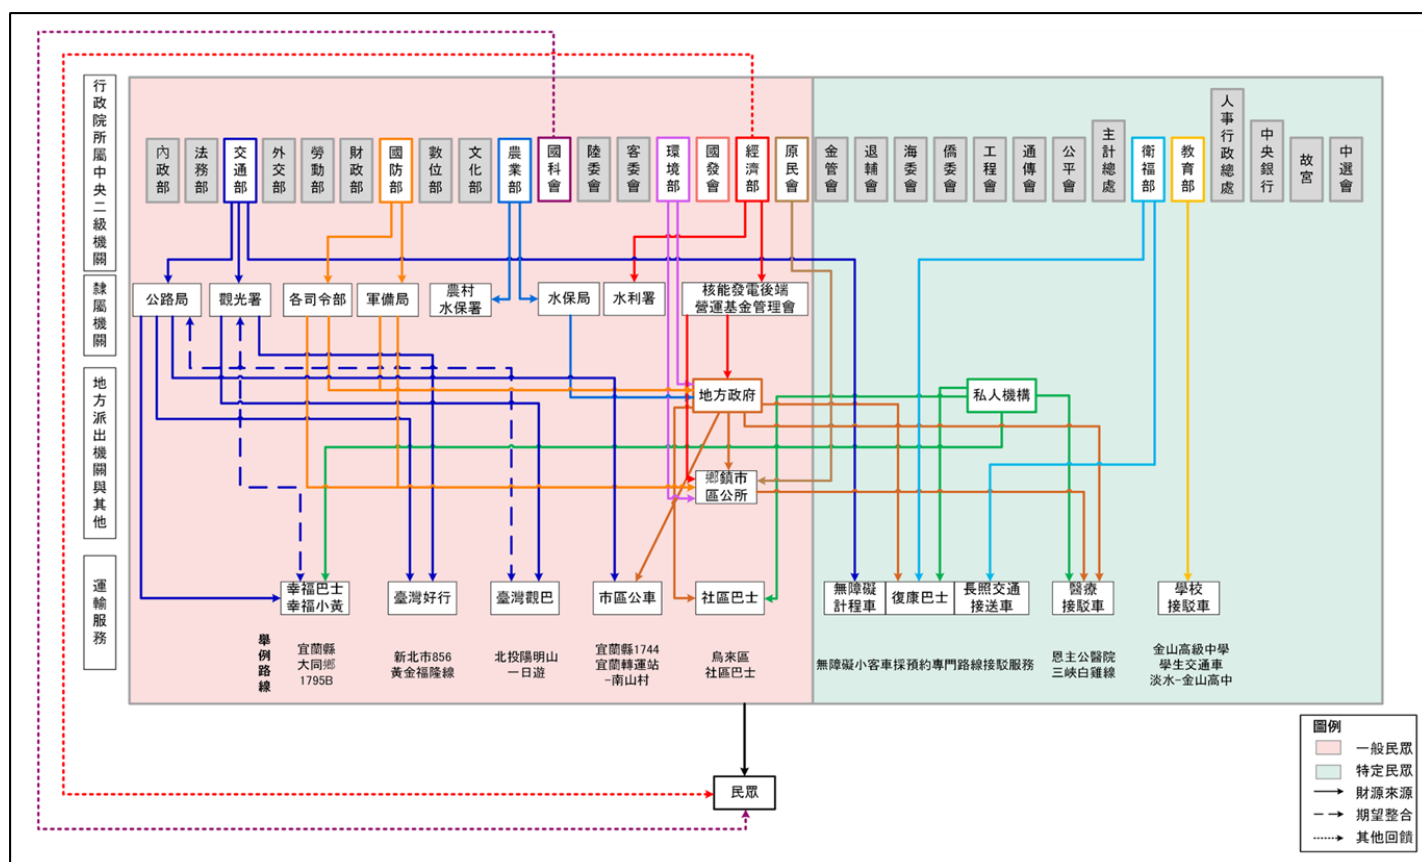 行政院所屬中央二級機關
內政部
法務部
交通部
外交部
勞動部
財政部
國防部
數位部
文化部
農業部
國科會
陸委會
客委會
環境部
國發會
經濟部
原民會
金管會
退輔會
海委會
僑委會
工程會
通傳會
公平會
主計總處
衛福部
教育部
人事行政總處
中央銀行
故宮
中選會
隸屬機關
公路局
觀光署
各司令部
軍備局
農村
水保署
水保局
水利署
核能發電後端
營運基金管理會
地方派出機關與其他
地方政府
私人機構
鄉鎮市
區公所
運輸服務
幸福巴士
幸福小黃
臺灣好行
臺灣觀巴
市區公車
社區巴士
無障礙
計程車
復康巴士
長照交通
接送車
醫療
接駁車
學校
接駁車
舉例路線
宜蘭縣
大同鄉
1795B
新北市856
黃金福隆線
北投陽明山
一日遊
宜蘭縣1744
宜蘭轉運站
-南山村
烏來區
社區巴士
無障礙小客車採預約專門路線接駁服務
恩主公醫院
三峽白雞線
金山高級中學
學生交通車
淡水-金山高中
民眾
圖例
一般民眾
特定民眾
財源來源
期望整合
其他回饋